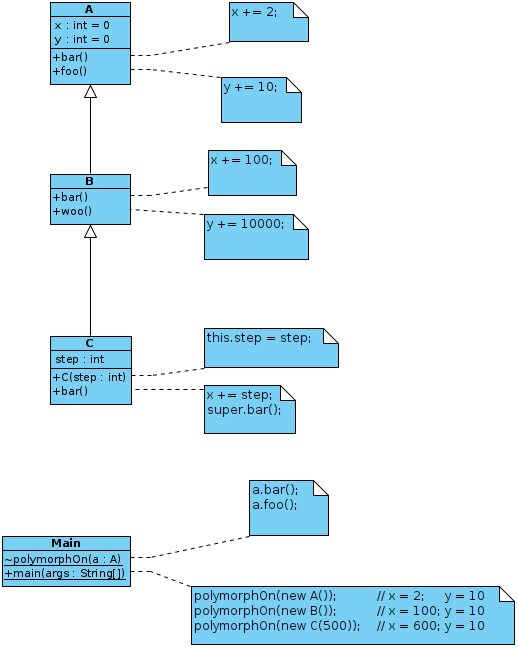 A
x : int = 0
y : int = 0
+bar()
+foo()
x += 2;
y += 10;
B
+bar()
+woo()
x += 100;
y += 10000;
C
step : int
+C(step : int)
+bar()
this.step = step;
x += step;
super.bar();
Main
~polymorphOn(a : A)
+main(args : String[])
a.bar();
a.foo();
polymorphOn(new A()); // x = 2; y = 10
polymorphOn(new B()); // x = 100; y = 10
polymorphOn(new C(500)); // x = 600; y = 10